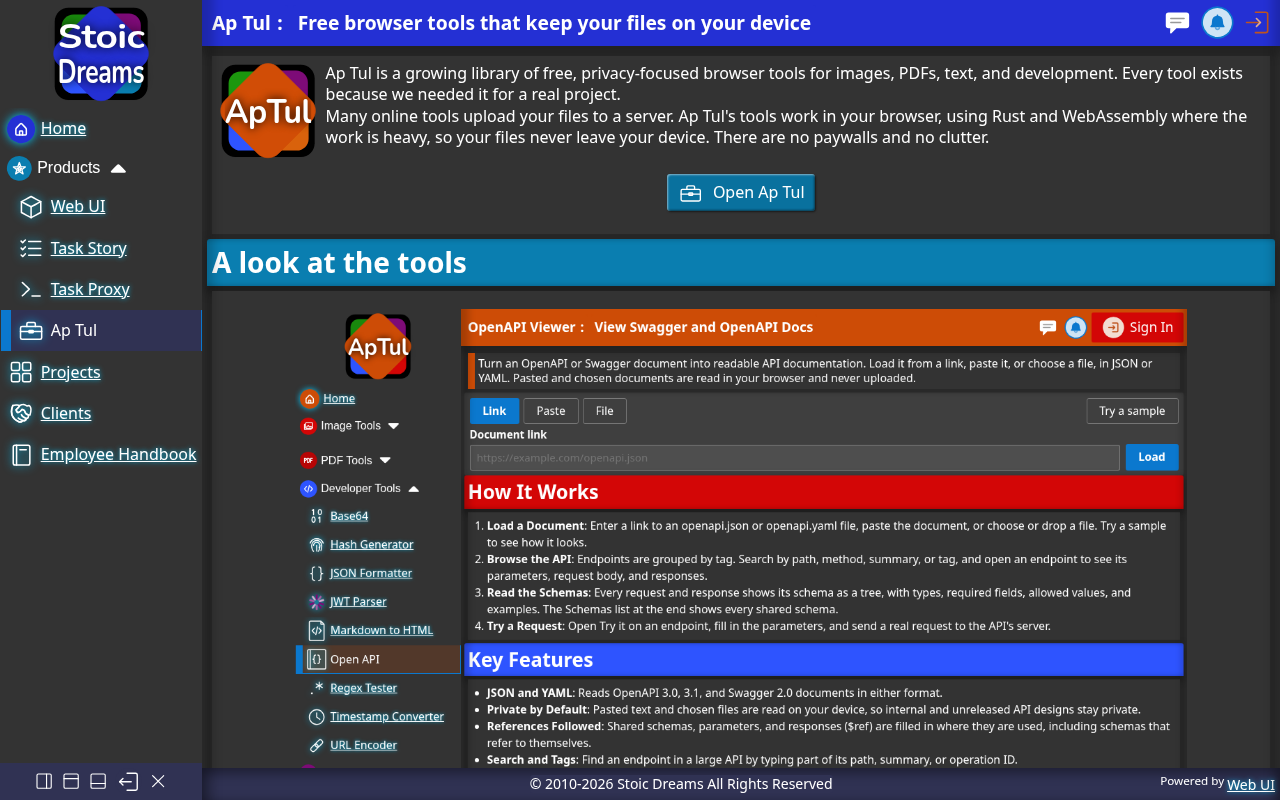 Stoic
Dreams
Home
Products
Web UI
Task Story
Task Proxy
Ap Tul
Projects
Clients
Employee Handbook
Ap Tul : Free browser tools that keep your files on your device
ApTul
Ap Tul is a growing library of free, privacy-focused browser tools for images, PDFs, text, and development. Every tool exists
because we needed it for a real project.
Many online tools upload your files to a server. Ap Tul's tools work in your browser, using Rust and WebAssembly where the
work is heavy, so your files never leave your device. There are no paywalls and no clutter.
Open Ap Tul
A look at the tools
ApTul
Home
Image Tools
PDF PDF Tools
Developer Tools
Base64
Hash Generator
JSON Formatter
JWT Parser
Markdown to HTML
Open API
Regex Tester
Timestamp Converter
URL Encoder
OpenAPI Viewer : View Swagger and OpenAPI Docs
Sign In
Turn an OpenAPI or Swagger document into readable API documentation. Load it from a link, paste it, or choose a file, in JSON or
YAML. Pasted and chosen documents are read in your browser and never uploaded.
Link Paste File Try a sample
Document link
https://example.com/openapi.json Load
How It Works
1. Load a Document: Enter a link to an openapi.json or openapi.yaml file, paste the document, or choose or drop a file. Try a sample
to see how it looks.
2. Browse the API: Endpoints are grouped by tag. Search by path, method, summary, or tag, and open an endpoint to see its
parameters, request body, and responses.
3. Read the Schemas: Every request and response shows its schema as a tree, with types, required fields, allowed values, and
examples. The Schemas list at the end shows every shared schema.
4. Try a Request: Open Try it on an endpoint, fill in the parameters, and send a real request to the API's server.
Key Features
• JSON and YAML: Reads OpenAPI 3.0, 3.1, and Swagger 2.0 documents in either format.
• Private by Default: Pasted text and chosen files are read on your device, so internal and unreleased API designs stay private.
• References Followed: Shared schemas, parameters, and responses ($ref) are filled in where they are used, including schemas that
refer to themselves.
• Search and Tags: Find an endpoint in a large API by typing part of its path, summary, or operation ID.
© 2010-2026 Stoic Dreams All Rights Reserved
Powered by Web UI